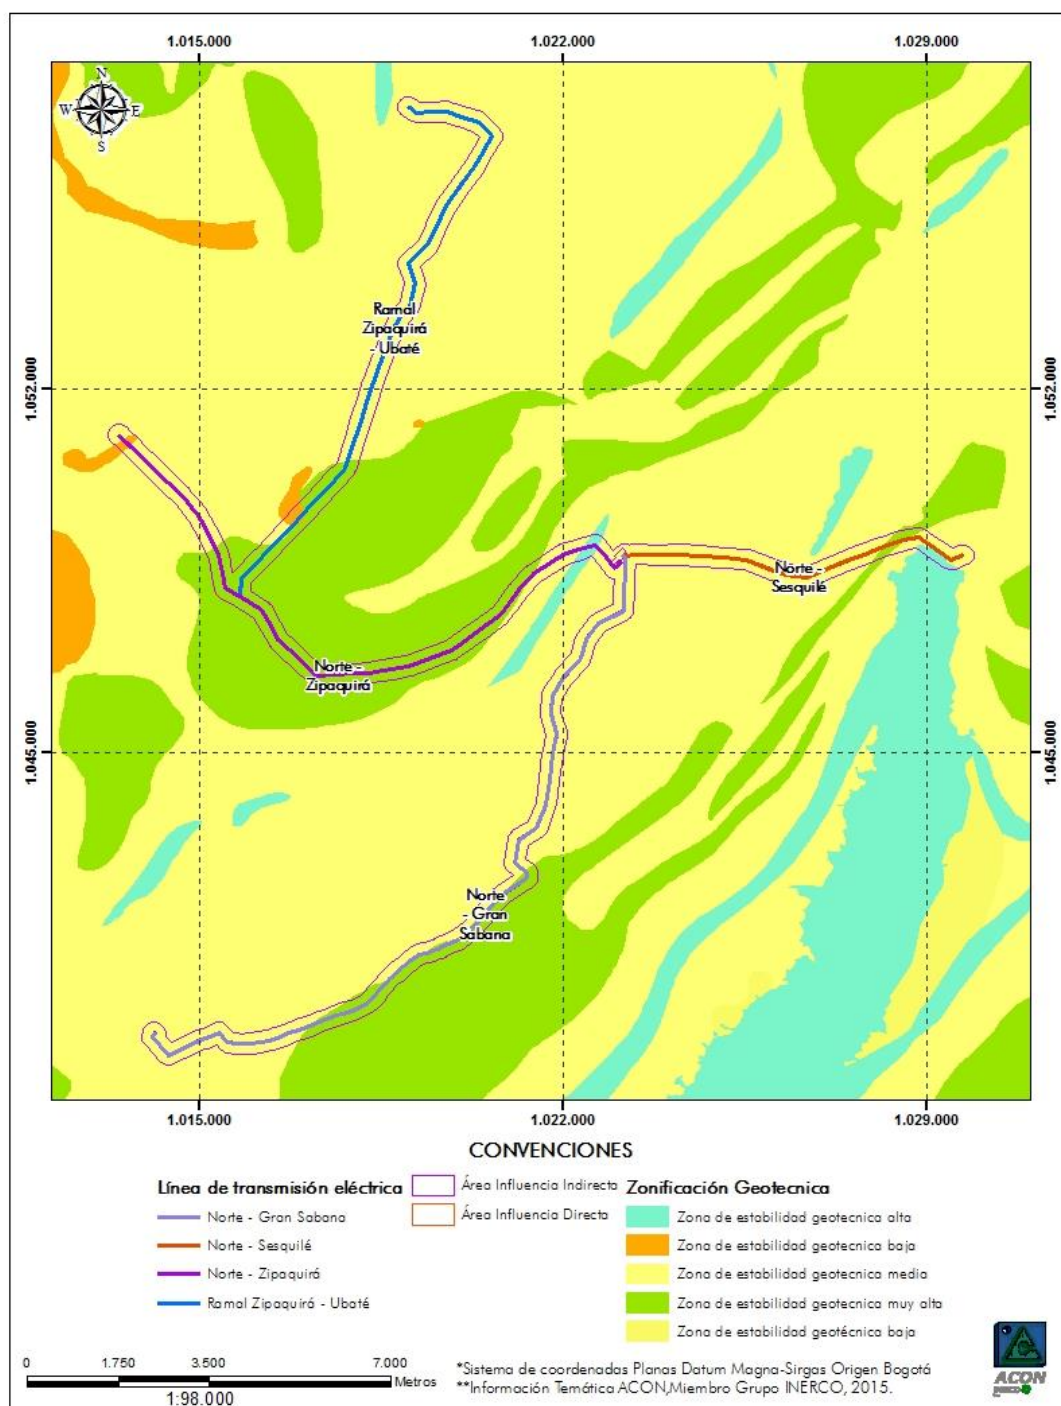 1.015.000 1.022.000 1.029.000
N
W E
S
Ramal
Zipaquirá
- Ubaté
1.052.000 1.052.000
Norte -
Sesquilé
Norte -
Zipaquirá
1.045.000 1.045.000
Norte
- Gran
Sabana
1.015.000 1.022.000 1.029.000
CONVENCIONES
Línea de transmisión eléctrica
Norte - Gran Sabana
Norte - Sesquilé
Norte - Zipaquirá
Ramal Zipaquirá - Ubaté
Área Influencia Indirecta
Área Influencia Directa
Zonificación Geotecnica
Zona de estabilidad geotecnica alta
Zona de estabilidad geotecnica baja
Zona de estabilidad geotecnica media
Zona de estabilidad geotecnica muy alta
Zona de estabilidad geotécnica baja
0 1.750 3.500 7.000
Metros
1:98.000
*Sistema de coordenadas Planas Datum Magna-Sirgas Origen Bogotá
**Información Temática ACON,Miembro Grupo INERCO, 2015.
ACON